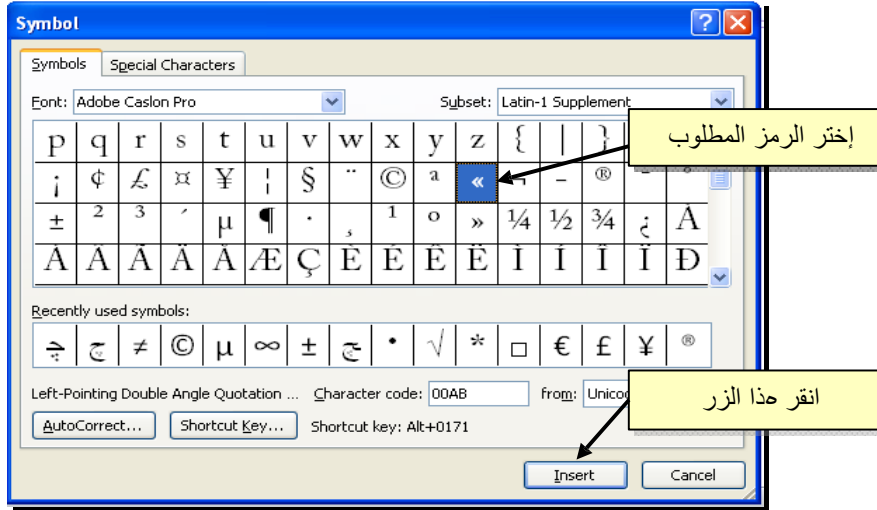 Symbol
Symbols Special Characters
Font: Adobe Caslon Pro Subset: Latin-1 Supplement
إختر الرمز المطلوب
p q r s t u v w x y z { | }
¡ ¢ £ ¤ ¥ ¦ § ¨ © ª « ¬ - ® ¯ °
± ² ³ ´ µ ¶ · ¸ ¹ º » ¼ ½ ¾ ¿ À
Á Â Ã Ä Å Æ Ç È É Ê Ë Ì Í Î Ï Ð
Recently used symbols:
≠ © µ ∞ ± • √ * □ € £ ¥ ®
Left-Pointing Double Angle Quotation ... Character code: 00AB from: Unico
انقر هذا الزر
AutoCorrect... Shortcut Key... Shortcut key: Alt+0171
Insert Cancel